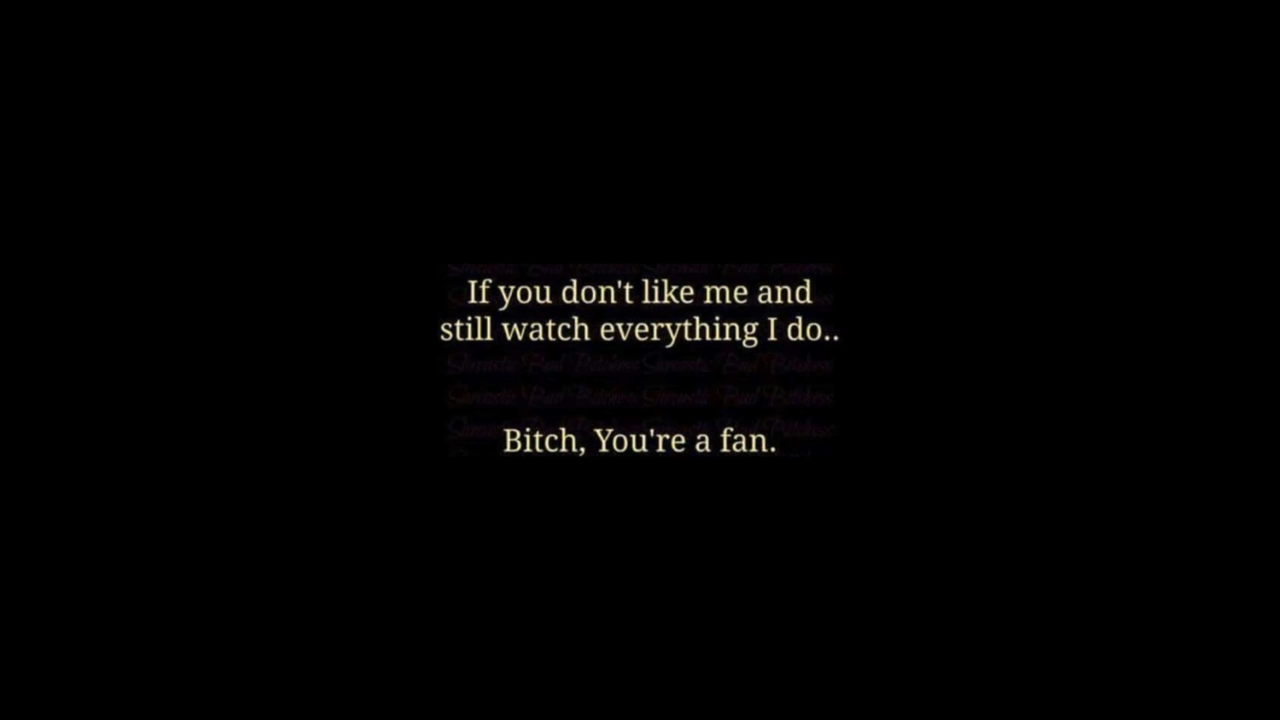 If you don't like me and
still watch everything I do..
Bitch, You're a fan.